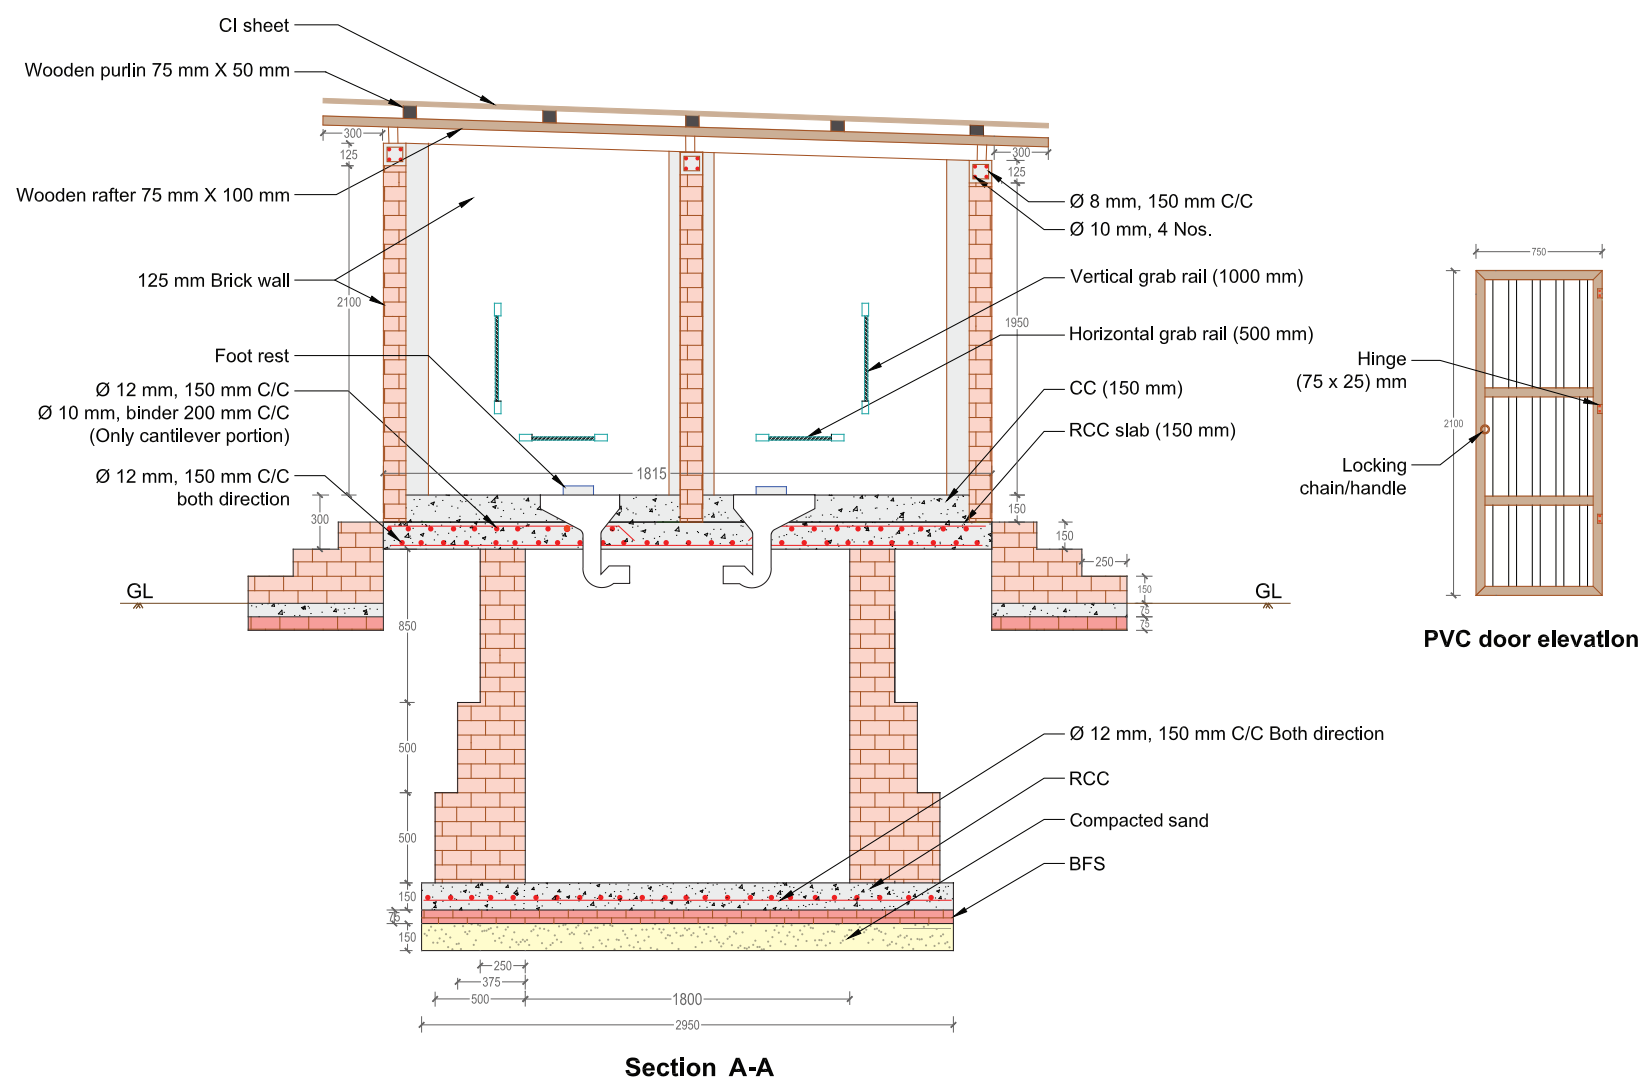 CI sheet
Wooden purlin 75 mm X 50 mm
300
125
Wooden rafter 75 mm X 100 mm
125 mm Brick wall
2100
Foot rest
Ø 12 mm, 150 mm C/C
Ø 10 mm, binder 200 mm C/C
(Only cantilever portion)
Ø 12 mm, 150 mm C/C
both direction
300
GL
1815
300
125
Ø 8 mm, 150 mm C/C
Ø 10 mm, 4 Nos.
Vertical grab rail (1000 mm)
1950
Horizontal grab rail (500 mm)
CC (150 mm)
RCC slab (150 mm)
150
150
250
150
75
75
GL
850
500
500
150
75
150
Ø 12 mm, 150 mm C/C Both direction
RCC
Compacted sand
BFS
250
375
500
1800
2950
Section A-A
750
2100
Hinge
(75 x 25) mm
Locking
chain/handle
PVC door elevation